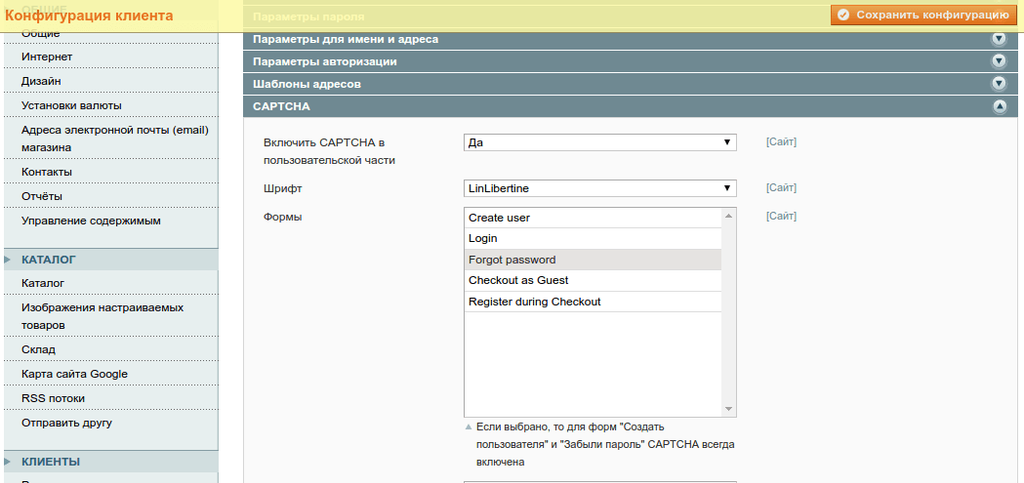 ОБЩИЕ
Конфигурация клиента
Параметры пароля
Сохранить конфигурацию
Общие
Интернет
Дизайн
Установки валюты
Адреса электронной почты (email)
магазина
Контакты
Отчёты
Управление содержимым
КАТАЛОГ
Каталог
Изображения настраиваемых
товаров
Склад
Карта сайта Google
RSS потоки
Отправить другу
КЛИЕНТЫ
Параметры для имени и адреса
Параметры авторизации
Шаблоны адресов
CAPTCHA
Включить CAPTCHA в
пользовательской части
Да
[Сайт]
Шрифт
LinLibertine
[Сайт]
Формы
Create user
Login
Forgot password
Checkout as Guest
Register during Checkout
[Сайт]
Если выбрано, то для форм "Создать
пользователя" и "Забыли пароль" CAPTCHA всегда
включена